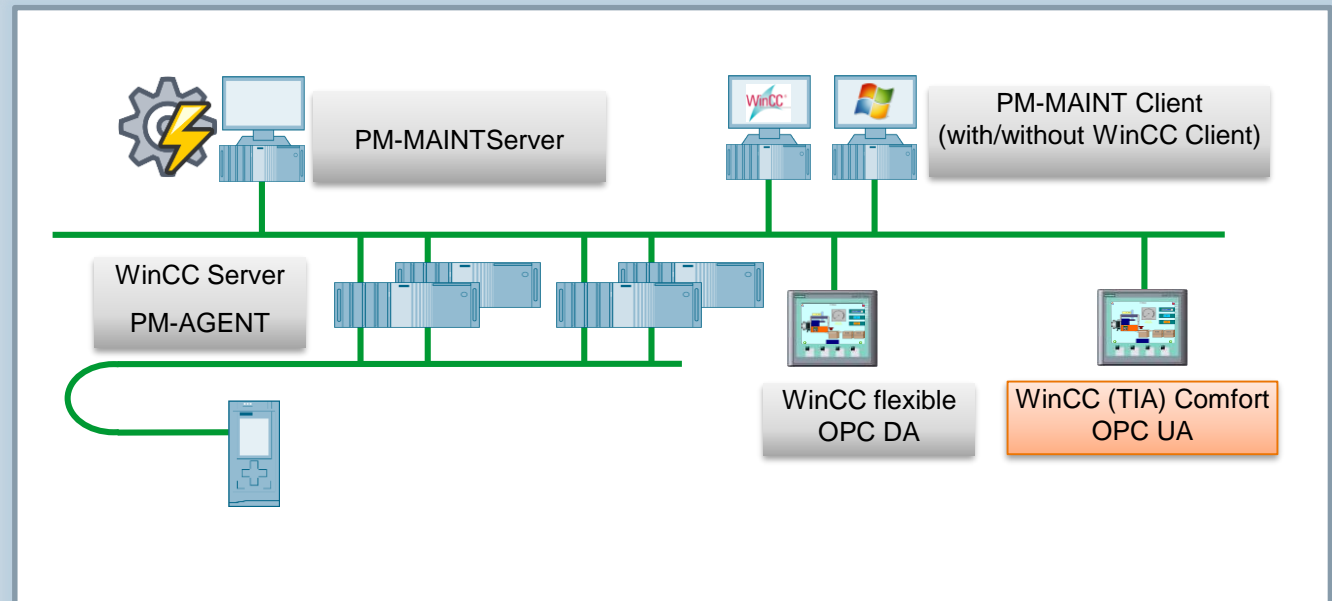 WinCC
PM-MAINTServer
PM-MAINT Client
(with/without WinCC Client)
WinCC Server
PM-AGENT
WinCC flexible
OPC DA
WinCC (TIA) Comfort
OPC UA